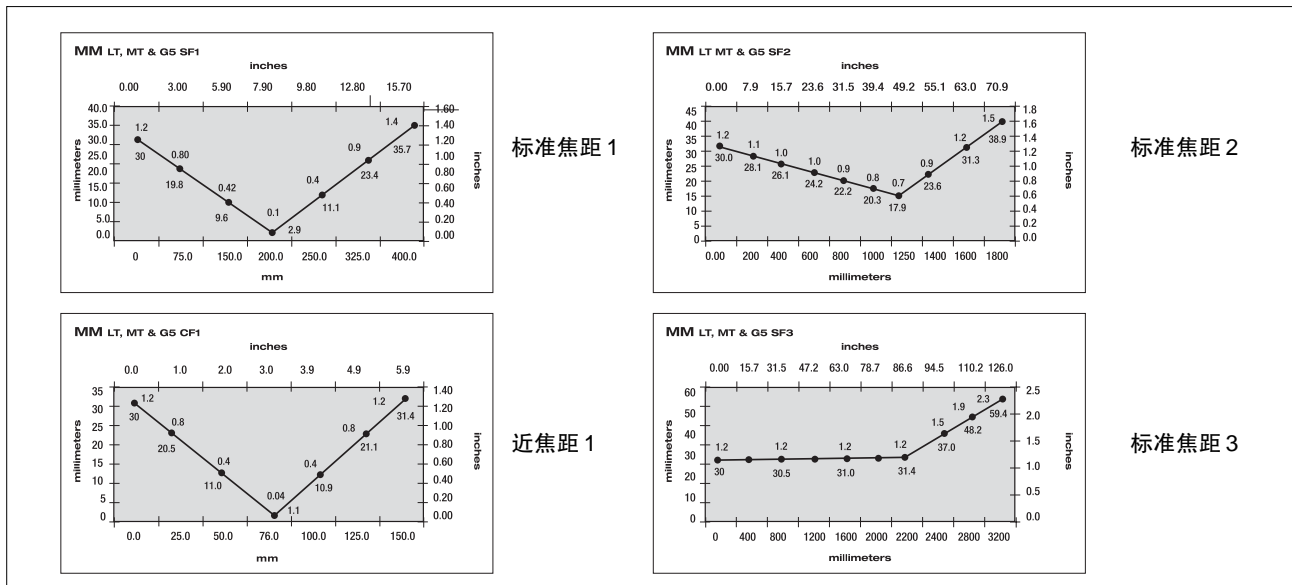 MM LT, MT & G5 SF1
inches
0.00 3.00 5.90 7.90 9.80 12.80 15.70
40.0 35.0 30.0 25.0 20.0 15.0 10.0 5.0 0.0
millimeters
1.2 0.80 0.42 0.1 0.4 0.9 1.4
30 19.8 9.6 2.9 11.1 23.4 35.7
1.60 1.40 1.20 1.00 0.80 0.60 0.40 0.20 0.00
inches
0 75.0 150.0 200.0 250.0 325.0 400.0
mm
标准焦距 1
MM LT MT & G5 SF2
inches
0.00 7.9 15.7 23.6 31.5 39.4 49.2 55.1 63.0 70.9
45 40 35 30 25 20 15 10 5 0
millimeters
1.2 1.1 1.0 1.0 0.9 0.8 0.7 0.9 1.2 1.5
30.0 28.1 26.1 24.2 22.2 20.3 17.9 23.6 31.3 38.9
1.8 1.6 1.4 1.2 1.0 0.8 0.6 0.4 0.2 0.0
inches
0.00 200 400 600 800 1000 1250 1400 1600 1800
millimeters
标准焦距 2
MM LT, MT & G5 CF1
inches
0.0 1.0 2.0 3.0 3.9 4.9 5.9
35 30 25 20 15 10 5 0
millimeters
1.2 0.8 0.4 0.04 0.4 0.8 1.2
30 20.5 11.0 1.1 10.9 21.1 31.4
1.40 1.20 1.00 0.80 0.60 0.40 0.20 0.00
inches
0.0 25.0 50.0 76.0 100.0 125.0 150.0
mm
近焦距 1
MM LT, MT & G5 SF3
inches
0.00 15.7 31.5 47.2 63.0 78.7 86.6 94.5 110.2 126.0
60 50 40 30 20 10 0
millimeters
1.2 1.2 1.2 1.2 1.5 1.9 2.3
30 30.5 31.0 31.4 37.0 48.2 59.4
2.5 2.0 1.5 1.0 0.5 0.0
inches
0 400 800 1200 1600 2000 2200 2400 2800 3200
millimeters
标准焦距 3